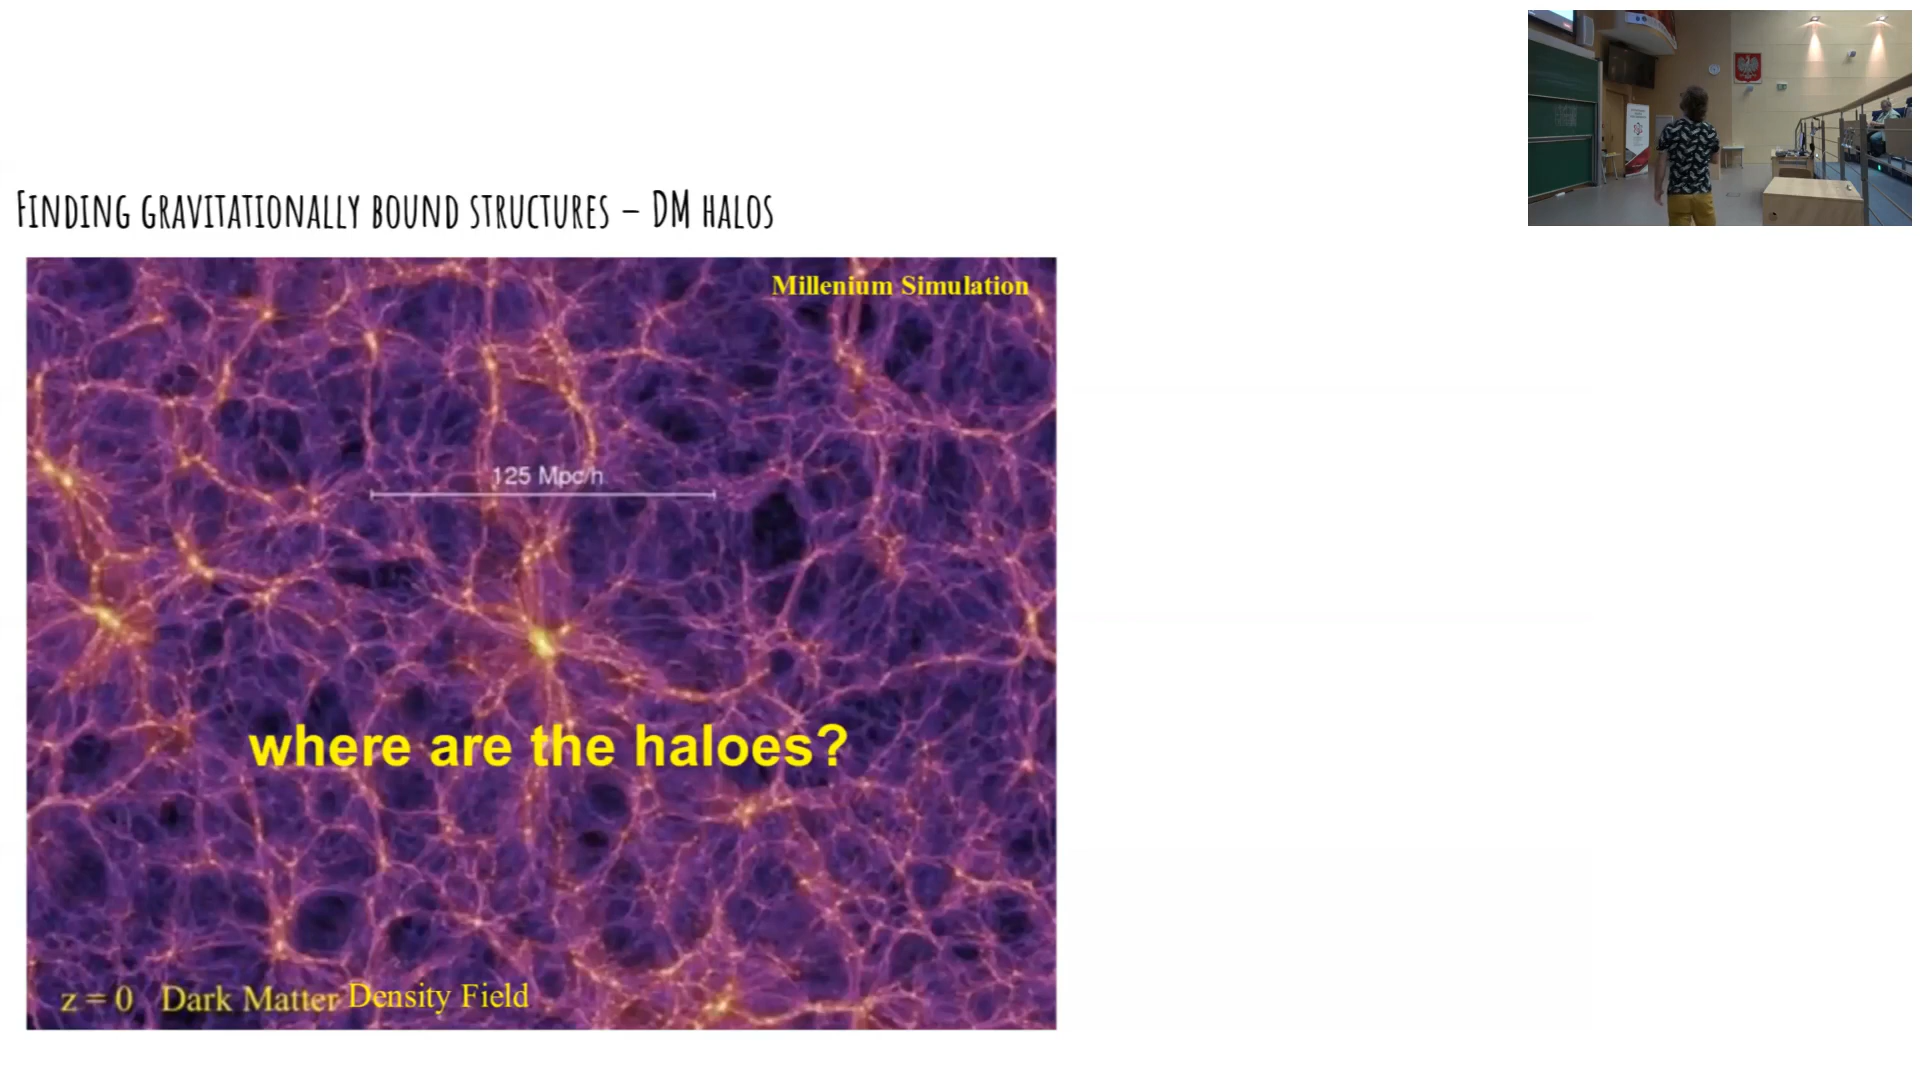 Finding gravitationally bound structures – DM halos
Millenium Simulation
125 Mpc/h
where are the haloes?
z = 0 Dark Matter Density Field